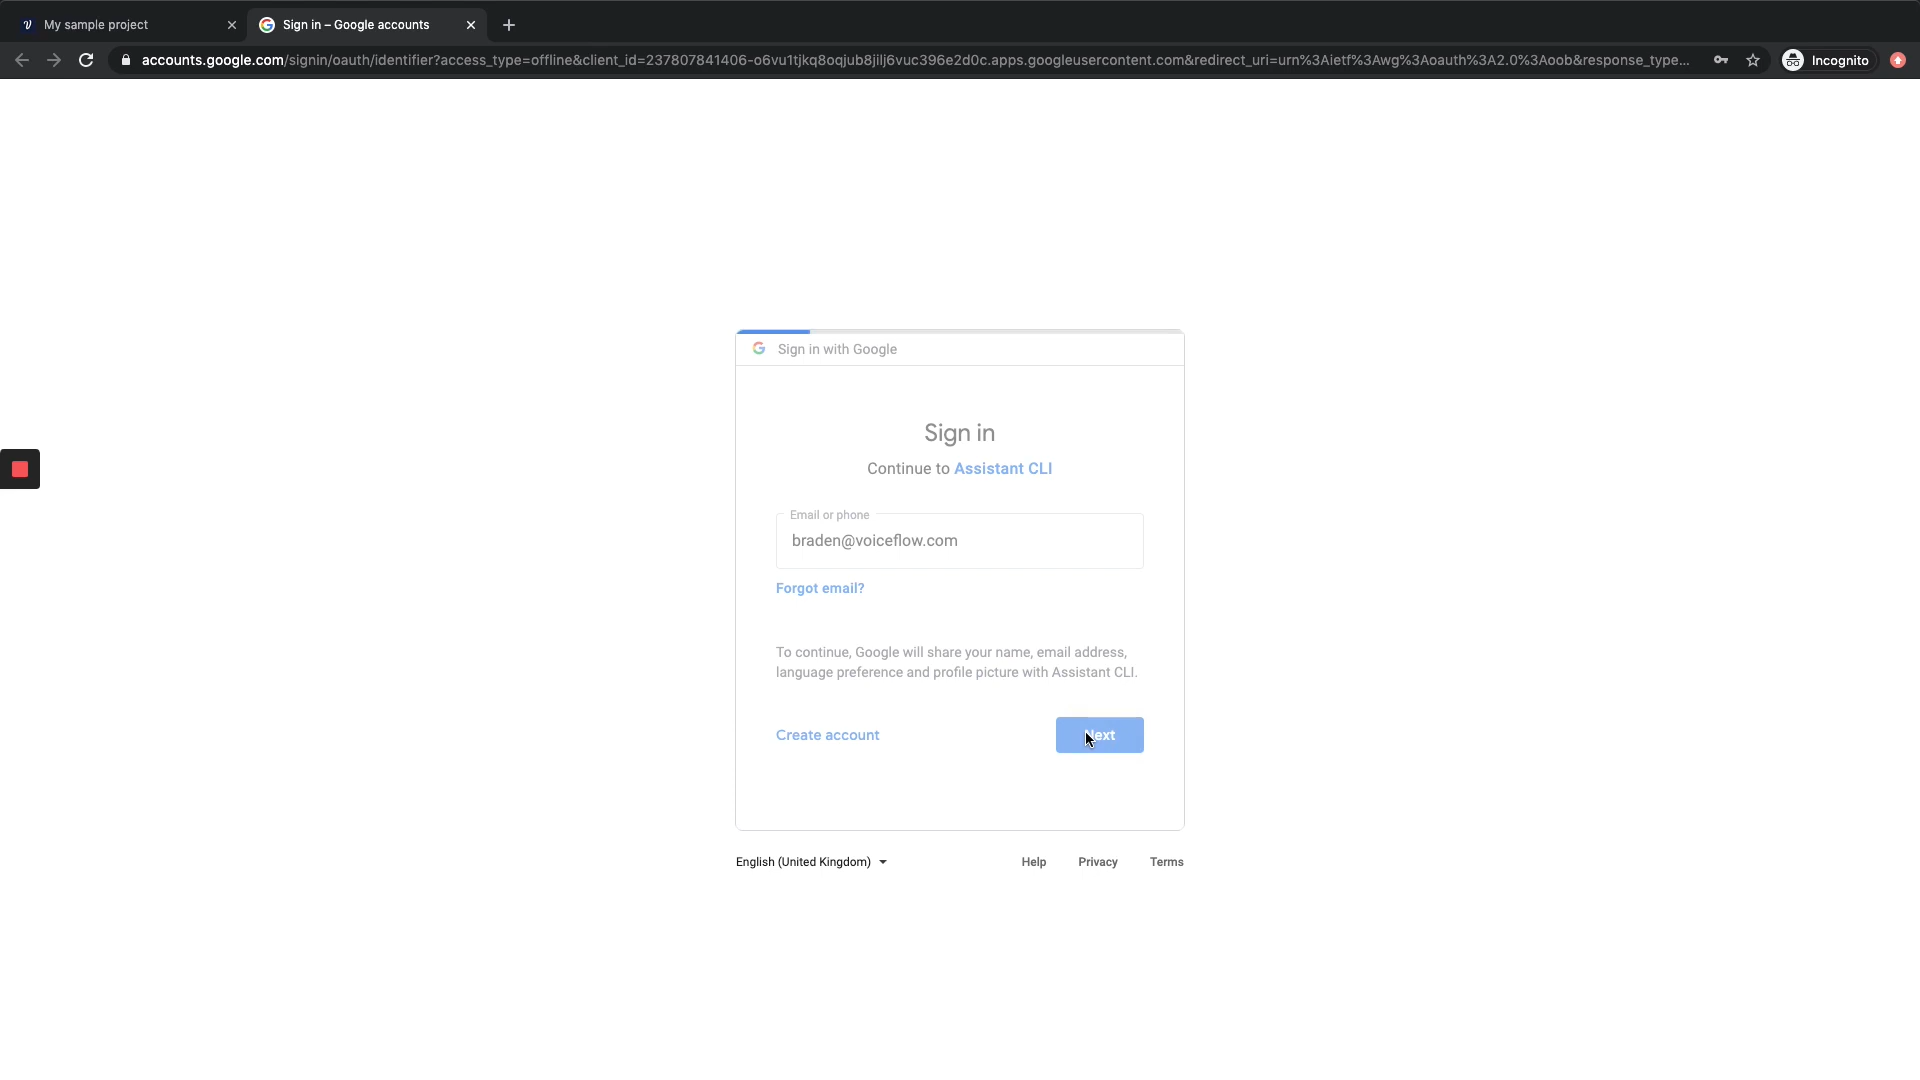 My sample project
Sign in – Google accounts
accounts.google.com/signin/oauth/identifier?access_type=offline&client_id=237807841406-o6vu1tjkq8oqjub8jilj6vuc396e2d0c.apps.googleusercontent.com&redirect_uri=urn%3Aietf%3Awg%3Aoauth%3A2.0%3Aoob&response_type...
Incognito
Sign in with Google
Sign in
Continue to Assistant CLI
Email or phone
braden@voiceflow.com
Forgot email?
To continue, Google will share your name, email address,
language preference and profile picture with Assistant CLI.
Create account
Next
English (United Kingdom)
Help
Privacy
Terms